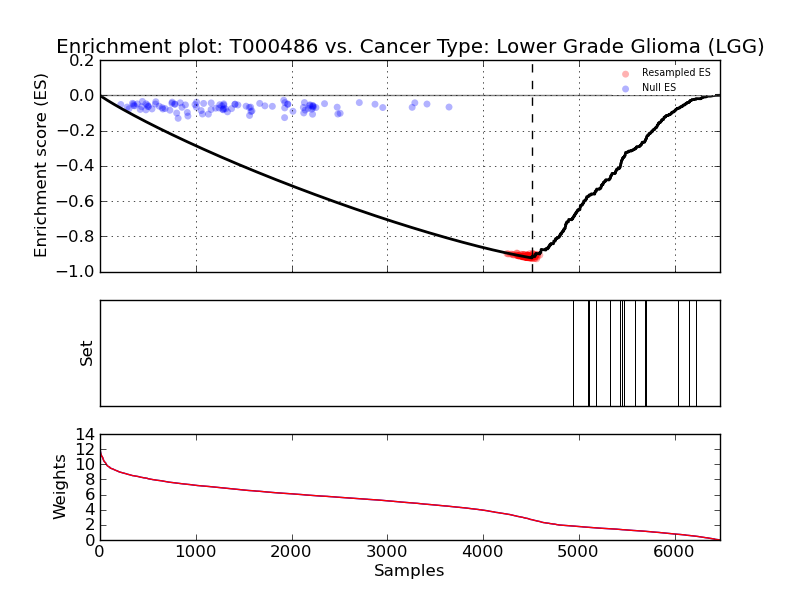 Enrichment plot: T000486 vs. Cancer Type: Lower Grade Glioma (LGG)
Enrichment score (ES)
0.2
0.0
−0.2
−0.4
−0.6
−0.8
−1.0
Resampled ES
Null ES
Set
Weights
14
12
10
8
6
4
2
0
0 1000 2000 3000 4000 5000 6000
Samples